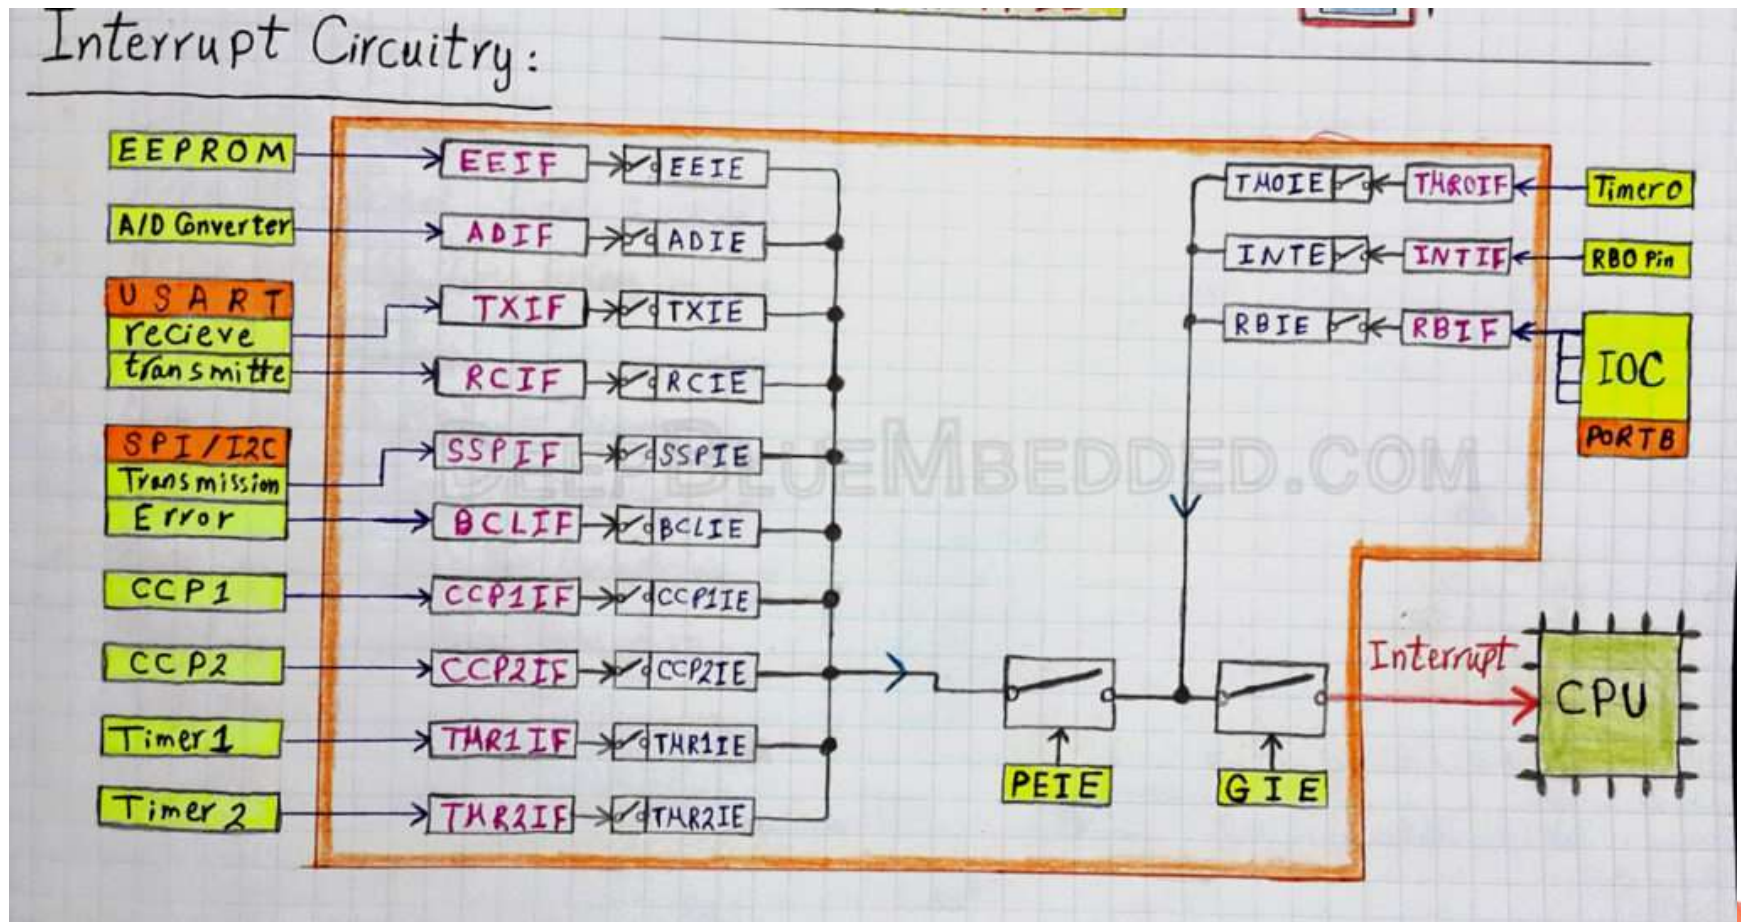 Interrupt Circuitry:
EEPROM EEIF EEIE TMOIE TMROIF Timer0
A/D Converter ADIF ADIE INTE INTIF RB0 Pin
USART
recieve TXIF TXIE RBIE RBIF IOC
transmitte RCIF RCIE
PORTB
SPI/I2C SSPIF SSPIE
DEEPBLUEMBEDDED.COM
Transmission
Error BCLIF BCLIE
CCP1 CCP1IF CCP1IE
Interrupt
CCP2 CCP2IF CCP2IE CPU
Timer1 TMR1IF TMR1IE
PEIE GIE
Timer 2 TMR2IF TMR2IE